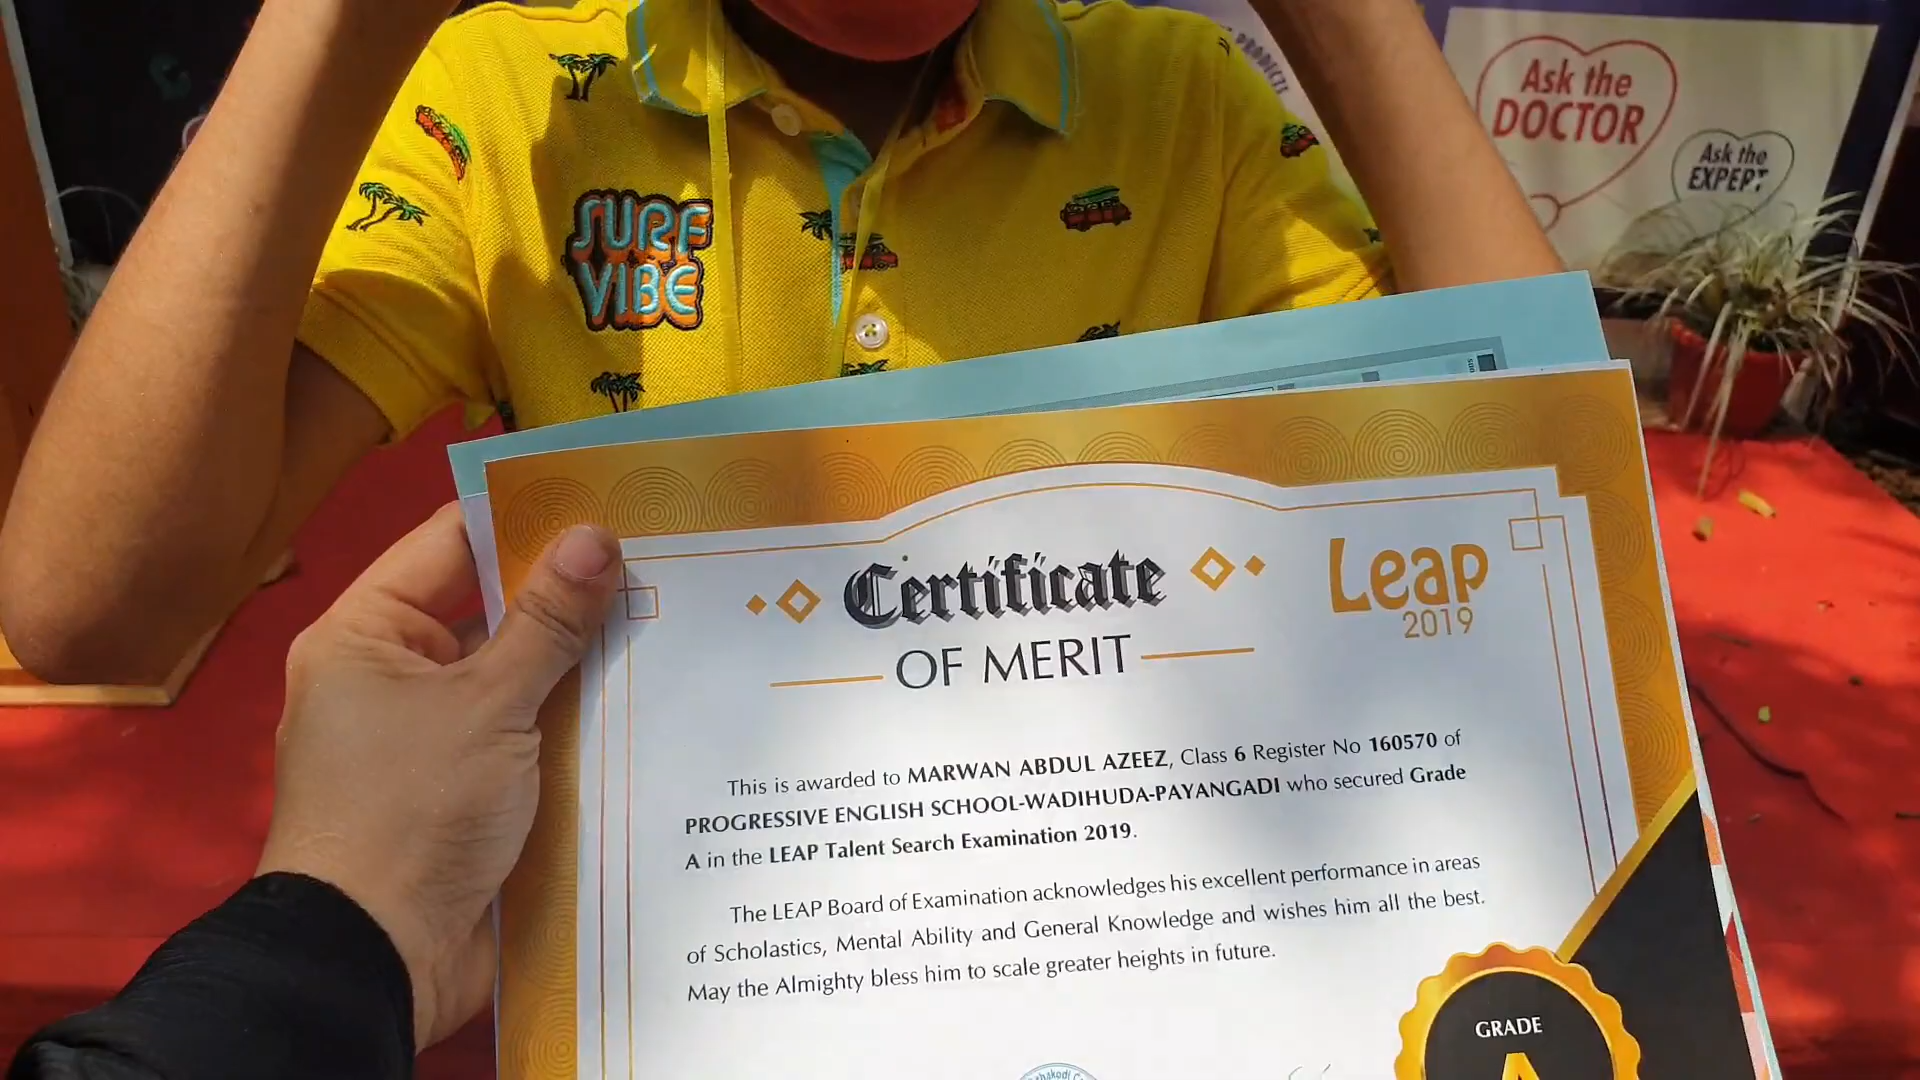 Ask the
DOCTOR
Ask the
EXPERT
SURF
VIBE
Certificate
OF MERIT
Leap
2019
This is awarded to MARWAN ABDUL AZEEZ, Class 6 Register No 160570 of
PROGRESSIVE ENGLISH SCHOOL-WADIHUDA-PAYANGADI who secured Grade
A in the LEAP Talent Search Examination 2019.
The LEAP Board of Examination acknowledges his excellent performance in areas
of Scholastics, Mental Ability and General Knowledge and wishes him all the best.
May the Almighty bless him to scale greater heights in future.
GRADE
A